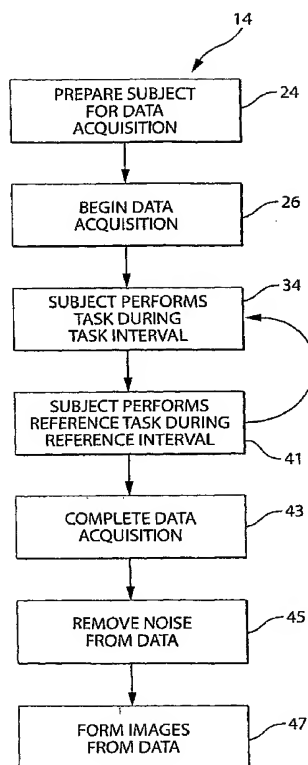 14
PREPARE SUBJECT
FOR DATA
ACQUISITION
24
BEGIN DATA
ACQUISITION
26
SUBJECT PERFORMS
TASK DURING
TASK INTERVAL
34
SUBJECT PERFORMS
REFERENCE TASK DURING
REFERENCE INTERVAL
41
COMPLETE DATA
ACQUISITION
43
REMOVE NOISE
FROM DATA
45
FORM IMAGES
FROM DATA
47